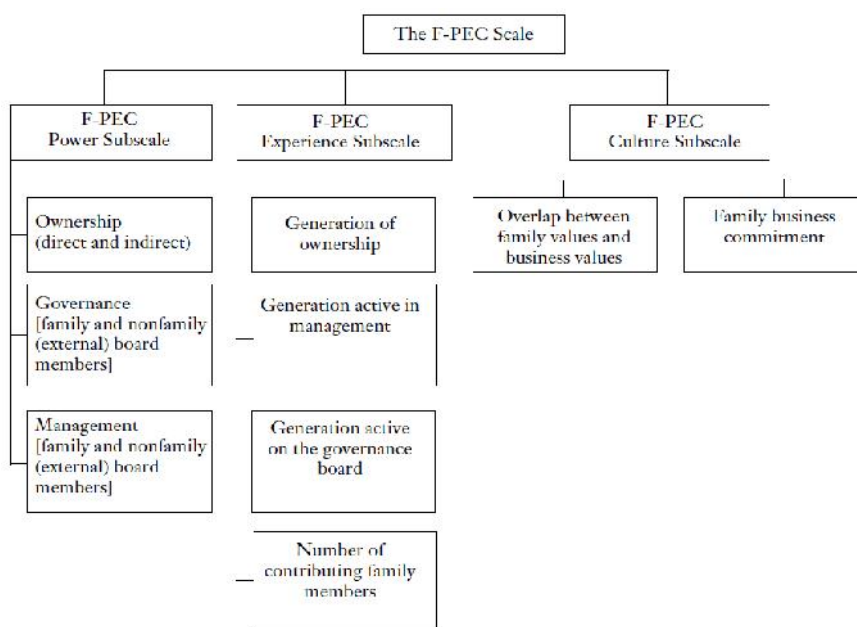 The F-PEC Scale
F-PEC
Power Subscale
F-PEC
Experience Subscale
F-PEC
Culture Subscale
Ownership
(direct and indirect)
Generation of
ownership
Overlap between
family values and
business values
Family business
commitment
Governance
[family and nonfamily
(external) board
members]
Generation active in
management
Management
[family and nonfamily
(external) board
members]
Generation active
on the governance
board
Number of
contributing family
members